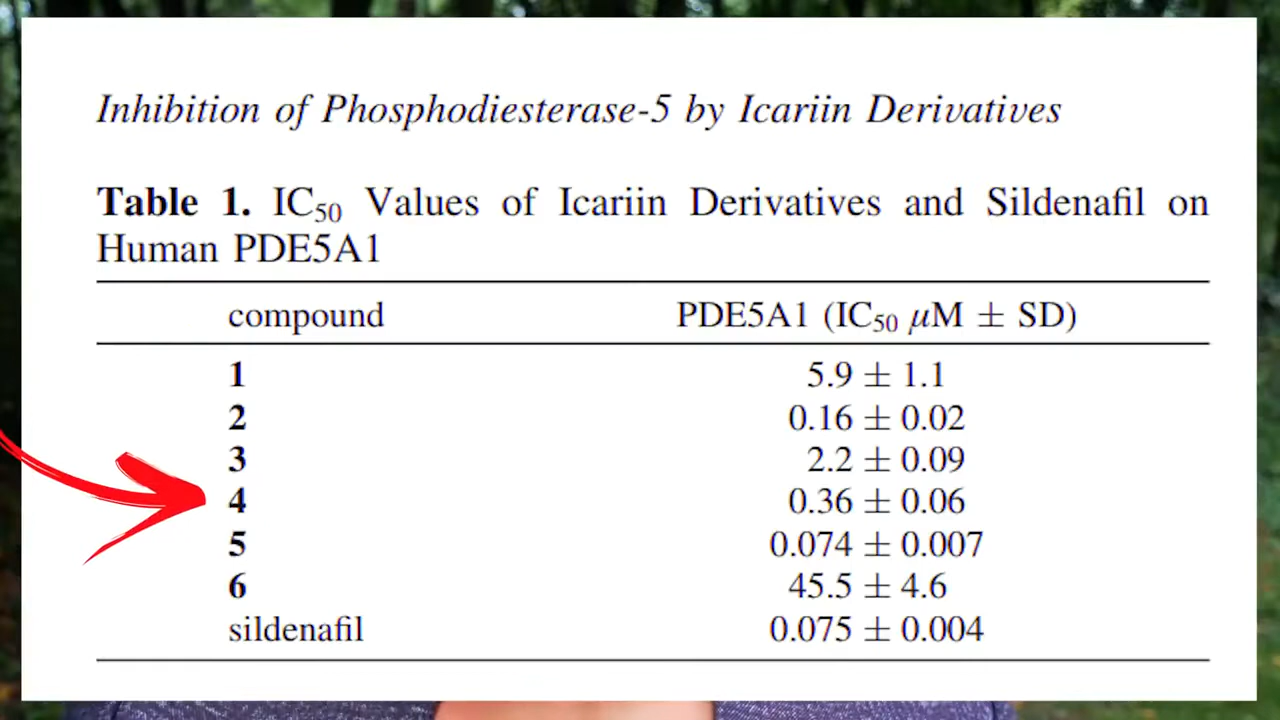 Inhibition of Phosphodiesterase-5 by Icariin Derivatives
Table 1. IC50 Values of Icariin Derivatives and Sildenafil on
Human PDE5A1
compound PDE5A1 (IC50 μM ± SD)
1 5.9 ± 1.1
2 0.16 ± 0.02
3 2.2 ± 0.09
4 0.36 ± 0.06
5 0.074 ± 0.007
6 45.5 ± 4.6
sildenafil 0.075 ± 0.004